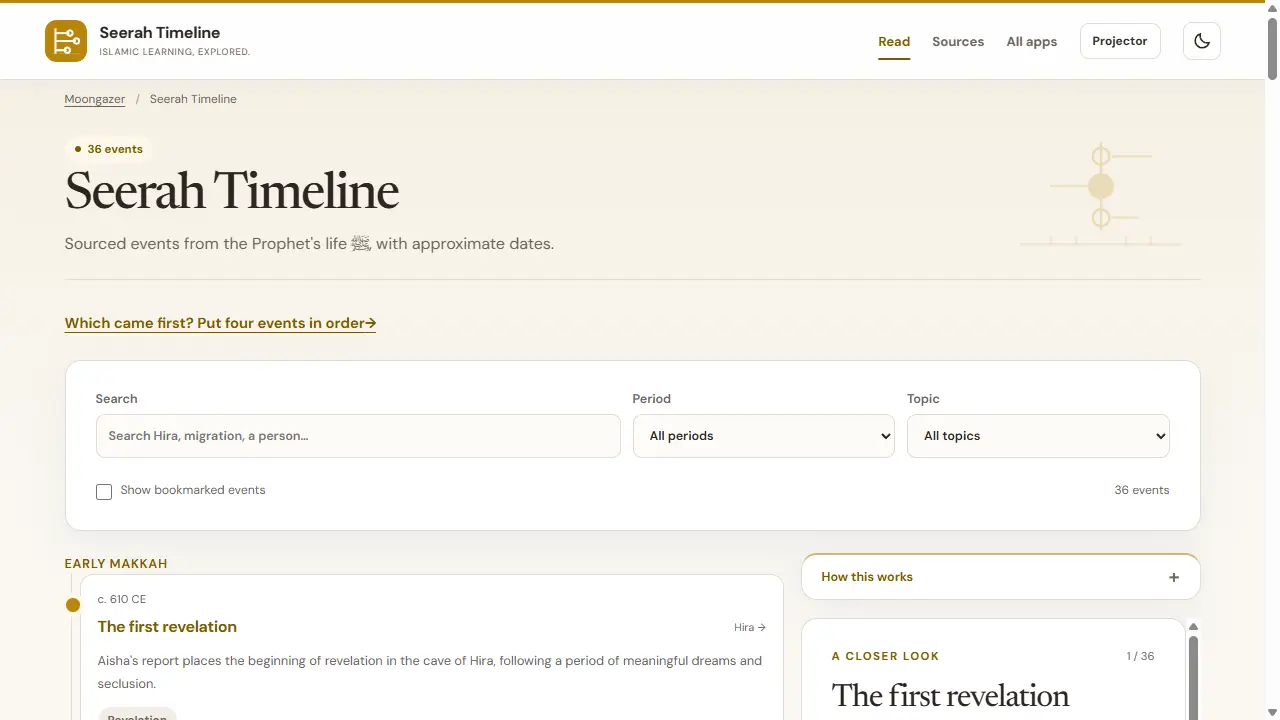 Seerah Timeline
ISLAMIC LEARNING, EXPLORED.
Read
Sources
All apps
Projector
Moongazer / Seerah Timeline
36 events
Seerah Timeline
Sourced events from the Prophet's life ﷺ, with approximate dates.
Which came first? Put four events in order→
Search
Period
Topic
Search Hira, migration, a person…
All periods
All topics
Show bookmarked events
36 events
EARLY MAKKAH
c. 610 CE
The first revelation
Hira →
Aisha's report places the beginning of revelation in the cave of Hira, following a period of meaningful dreams and
seclusion.
Revelation
How this works
+
A CLOSER LOOK
1 / 36
The first revelation